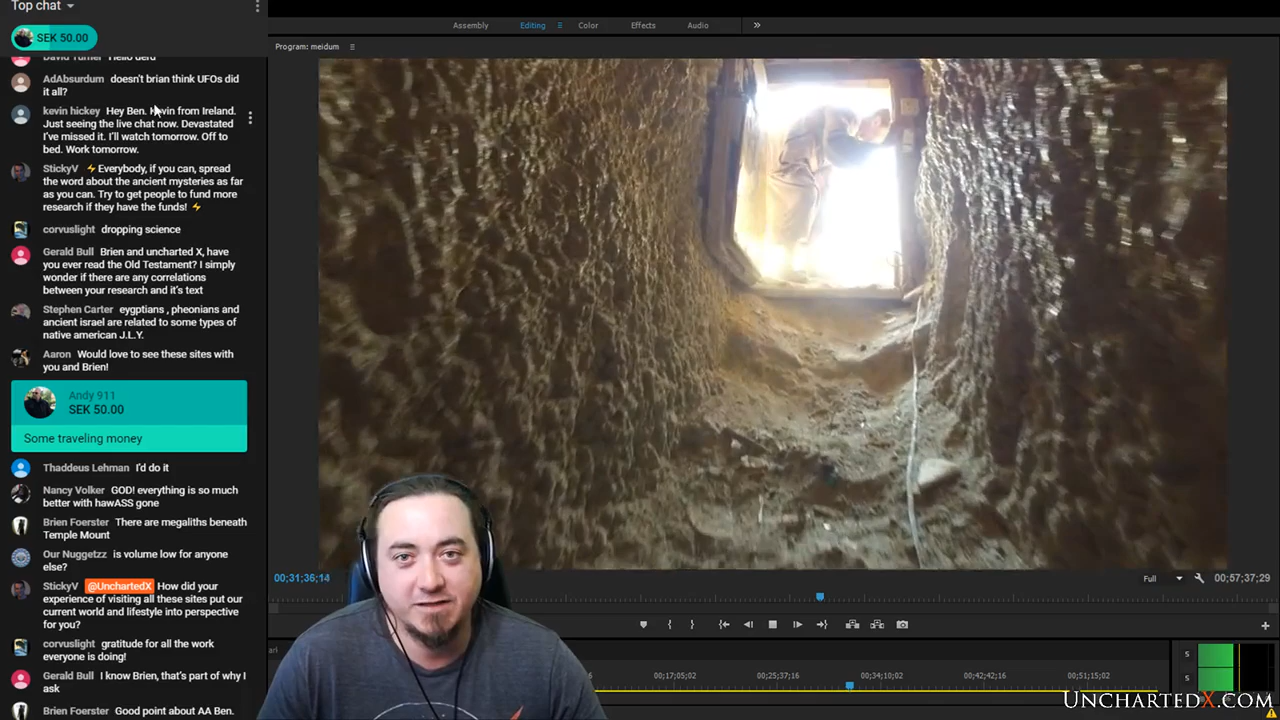 Top chat
SEK 50.00
David Turner Hello derd
AdAbsurdum doesn't brian think UFOs did
it all?
kevin hickey Hey Ben. Kevin from Ireland.
Just seeing the live chat now. Devastated
I've missed it. I'll watch tomorrow. Off to
bed. Work tomorrow.
StickyV ⚡Everybody, if you can, spread
the word about the ancient mysteries as far
as you can. Try to get people to fund more
research if they have the funds! ⚡
corvuslight dropping science
Gerald Bull Brien and uncharted X, have
you ever read the Old Testament? I simply
wonder if there are any correlations
between your research and it's text
Stephen Carter eygptians , pheonians and
ancient israel are related to some types of
native american J.L.Y.
Aaron Would love to see these sites with
you and Brien!
Andy 911
SEK 50.00
Some traveling money
Thaddeus Lehman I'd do it
Nancy Volker GOD! everything is so much
better with hawASS gone
Brien Foerster There are megaliths beneath
Temple Mount
Our Nuggetzz is volume low for anyone
else?
StickyV @UnchartedX How did your
experience of visiting all these sites put our
current world and lifestyle into perspective
for you?
corvuslight gratitude for all the work
everyone is doing!
Gerald Bull I know Brien, that's part of why I
ask
Brien Foerster Good point about AA Ben.
Assembly Editing Color Effects Audio
Program: meidum
00;31;36;14
Full
00;57;37;29
00;17;05;02 00;25;37;16 00;34;10;02 00;42;42;16 00;51;15;02
5
5
UNCHARTEDX.COM